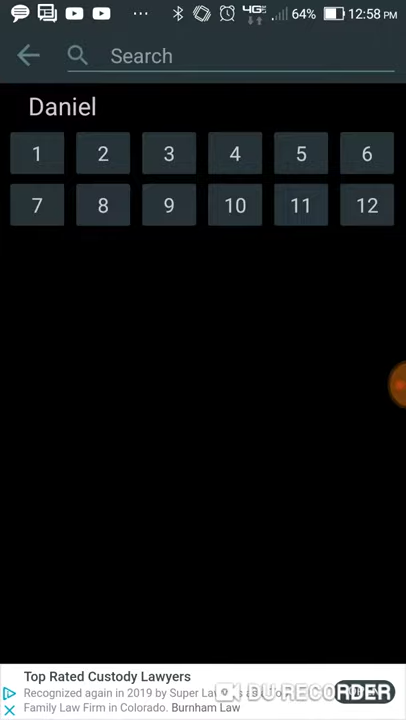 4G 64% 12:58 PM
Search
Daniel
1 2 3 4 5 6
7 8 9 10 11 12
Top Rated Custody Lawyers
Recognized again in 2019 by Super
Family Law Firm in Colorado. Burnham Law
DU RECORDER